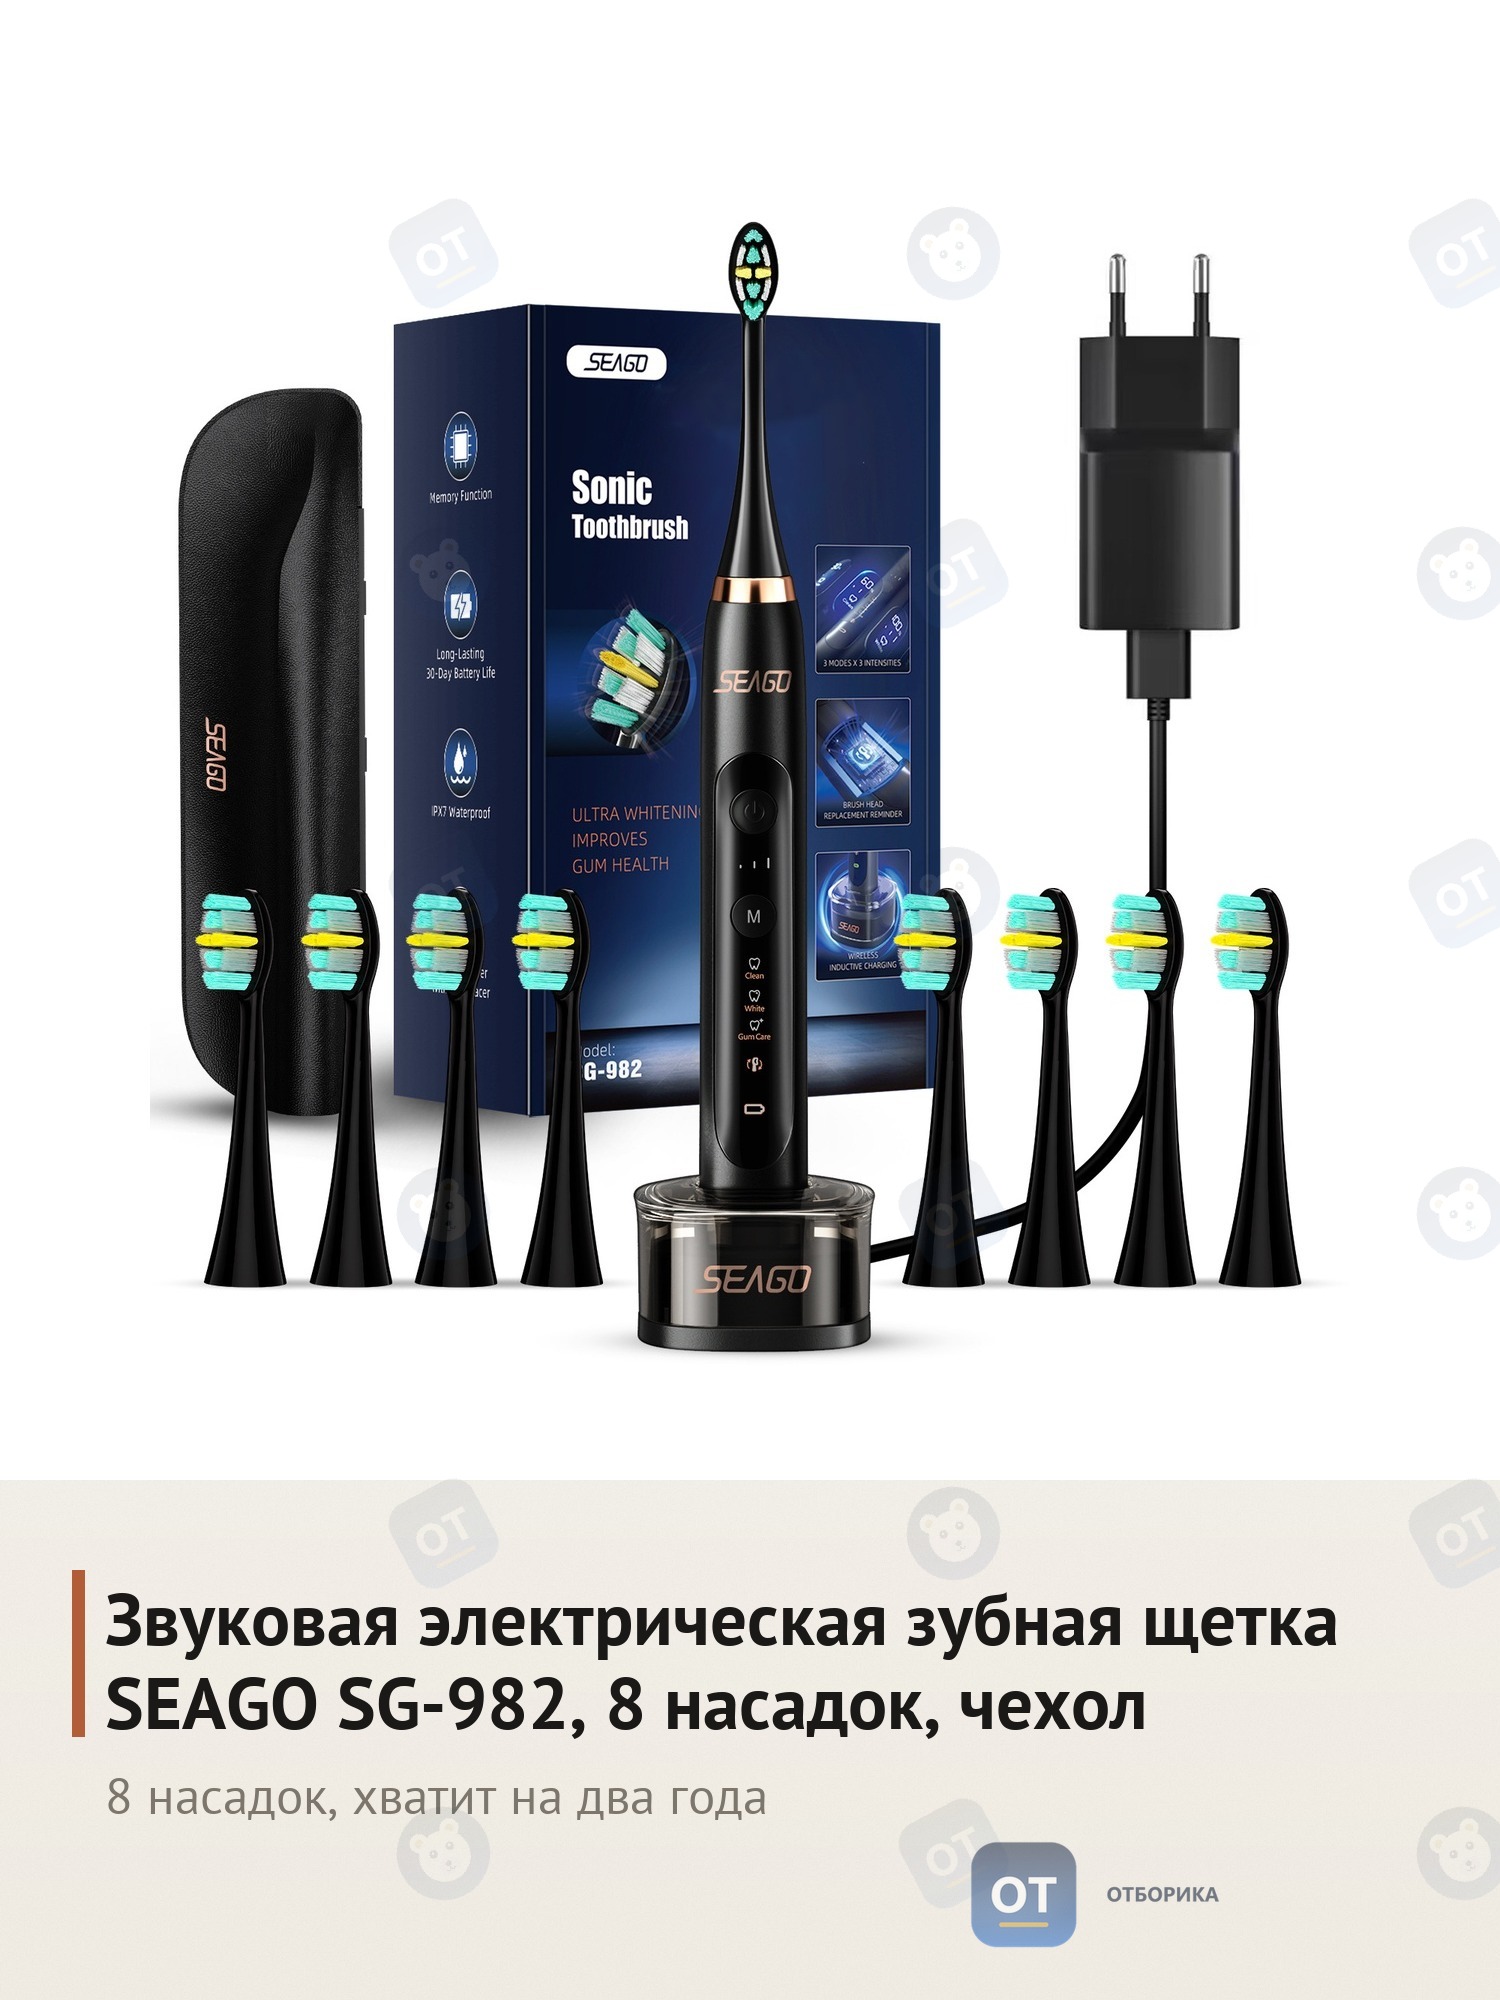 SEAGO
Memory Function
Long-Lasting
30-Day Battery Life
IPX7 Waterproof
SEAGO
Sonic
Toothbrush
ULTRA WHITENIN
IMPROVES
GUM HEALTH
odel:
G-982
3 MODES X 3 INTENSITIES
BRUSH HEAD
REPLACEMENT REMINDER
SEAGO
WIRELESS
INDUCTIVE CHARGING
SEAGO
M
Clean
White
Gum Care
SEAGO
Звуковая электрическая зубная щетка
SEAGO SG-982, 8 насадок, чехол
8 насадок, хватит на два года
ОТ
ОТБОРИКА